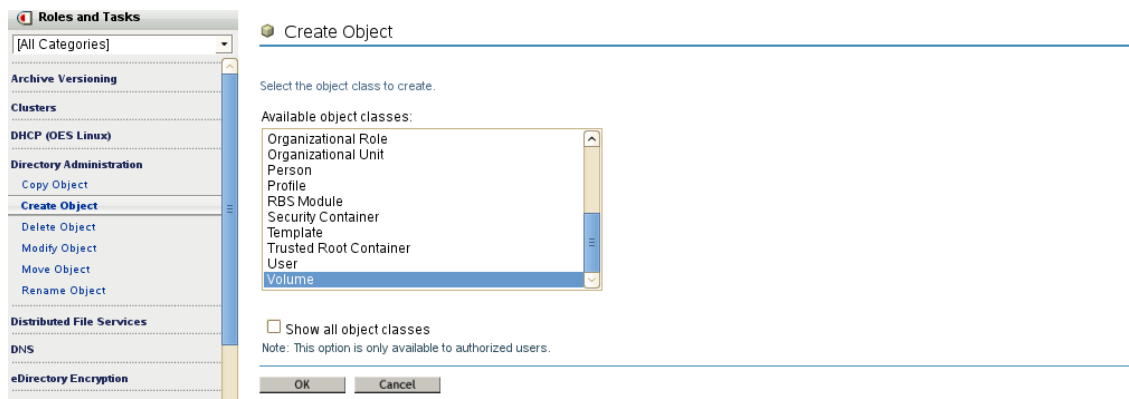 Roles and Tasks
[All Categories]
Archive Versioning
Clusters
DHCP (OES Linux)
Directory Administration
Copy Object
Create Object
Delete Object
Modify Object
Move Object
Rename Object
Distributed File Services
DNS
eDirectory Encryption
Create Object
Select the object class to create.
Available object classes:
Organizational Role
Organizational Unit
Person
Profile
RBS Module
Security Container
Template
Trusted Root Container
User
Volume
Show all object classes
Note: This option is only available to authorized users.
OK Cancel